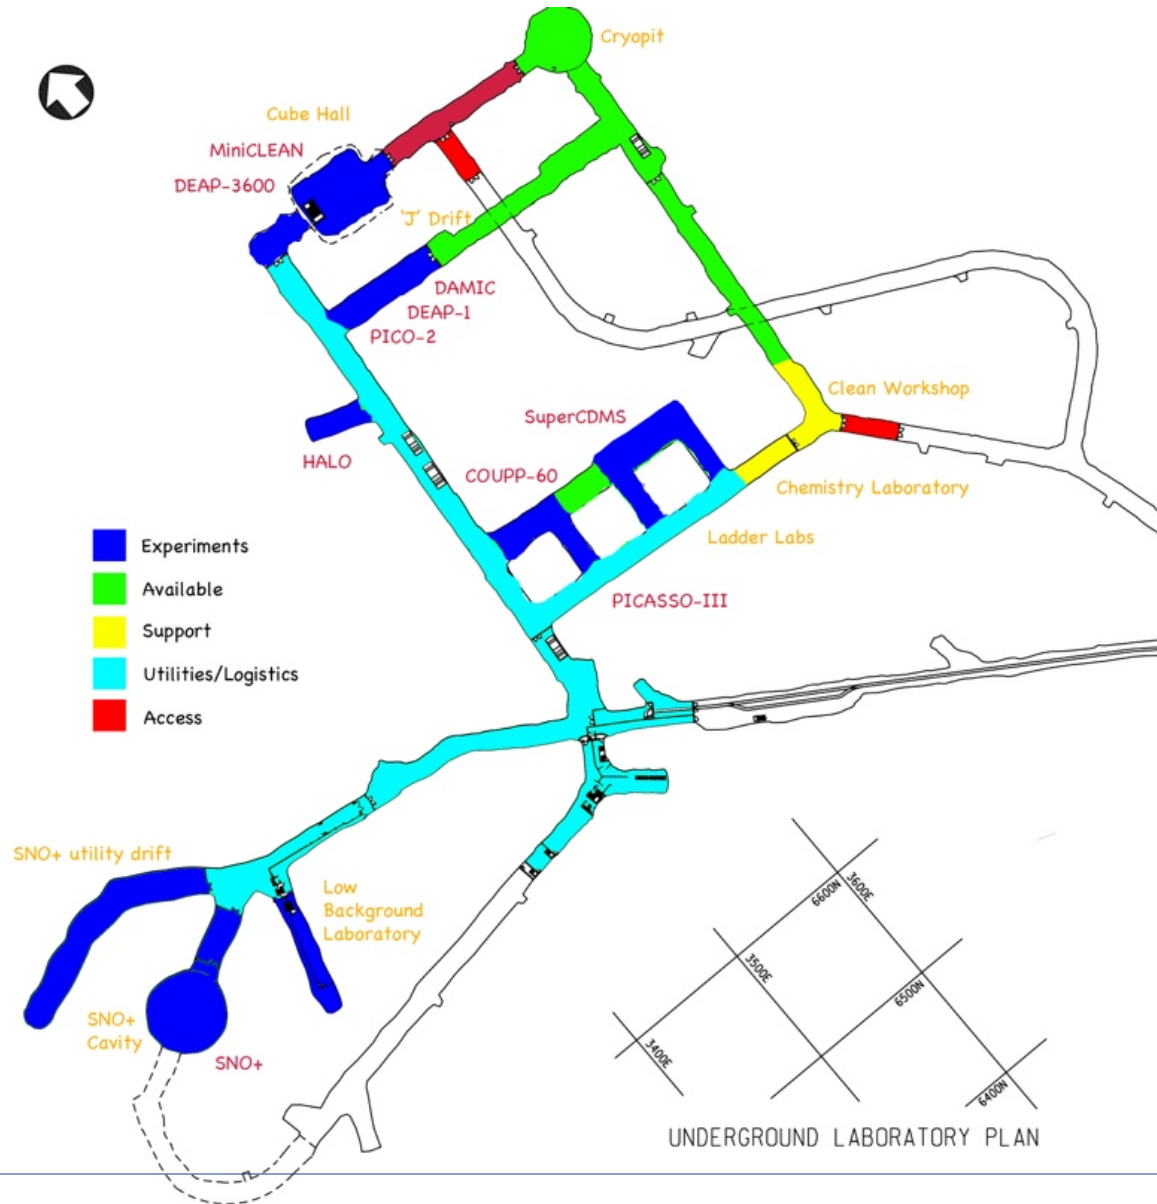 Cryopit
Cube Hall
MiniCLEAN
DEAP-3600
'J' Drift
DAMIC
DEAP-1
PICO-2
Clean Workshop
SuperCDMS
HALO
COUPP-60
Chemistry Laboratory
Ladder Labs
PICASSO-III
Experiments
Available
Support
Utilities/Logistics
Access
SNO+ utility drift
Low
Background
Laboratory
SNO+
Cavity
SNO+
6600N
3600E
3500E
6500N
3400E
6400N
UNDERGROUND LABORATORY PLAN